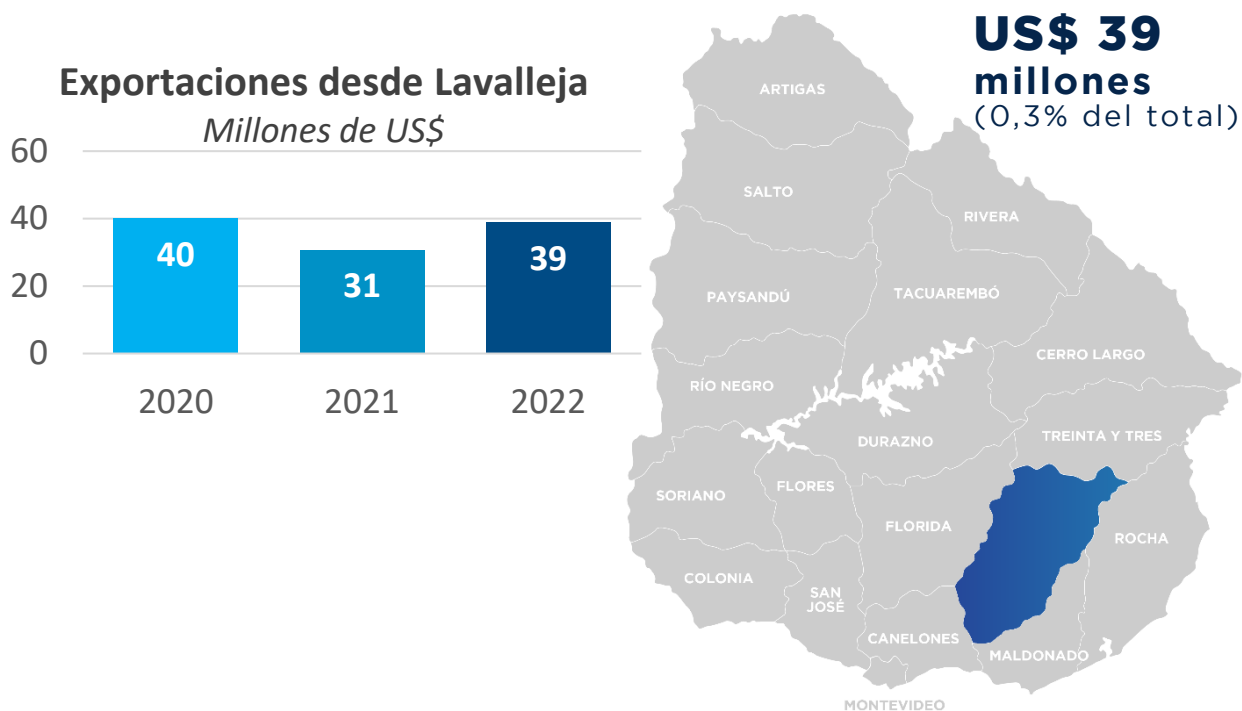 Exportaciones desde Lavalleja
Millones de US$
60
40
20
0
40
31
39
2020
2021
2022
US$ 39
millones
(0,3% del total)
ARTIGAS
SALTO
RIVERA
PAYSANDÚ
TACUAREMBÓ
CERRO LARGO
RÍO NEGRO
DURAZNO
TREINTA Y TRES
SORIANO
FLORES
FLORIDA
ROCHA
COLONIA
SAN
JOSÉ
CANELONES
MALDONADO
MONTEVIDEO